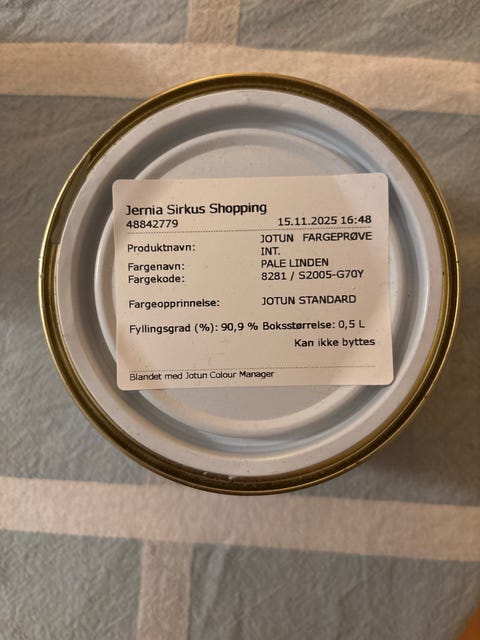 Jernia Sirkus Shopping
48842779 15.11.2025 16:48
Produktnavn: JOTUN FARGEPRØVE
INT.
Fargenavn: PALE LINDEN
Fargekode: 8281 / S2005-G70Y
Fargeopprinnelse: JOTUN STANDARD
Fyllingsgrad (%): 90,9 % Boksstørrelse: 0,5 L
Kan ikke byttes
Blandet med Jotun Colour Manager